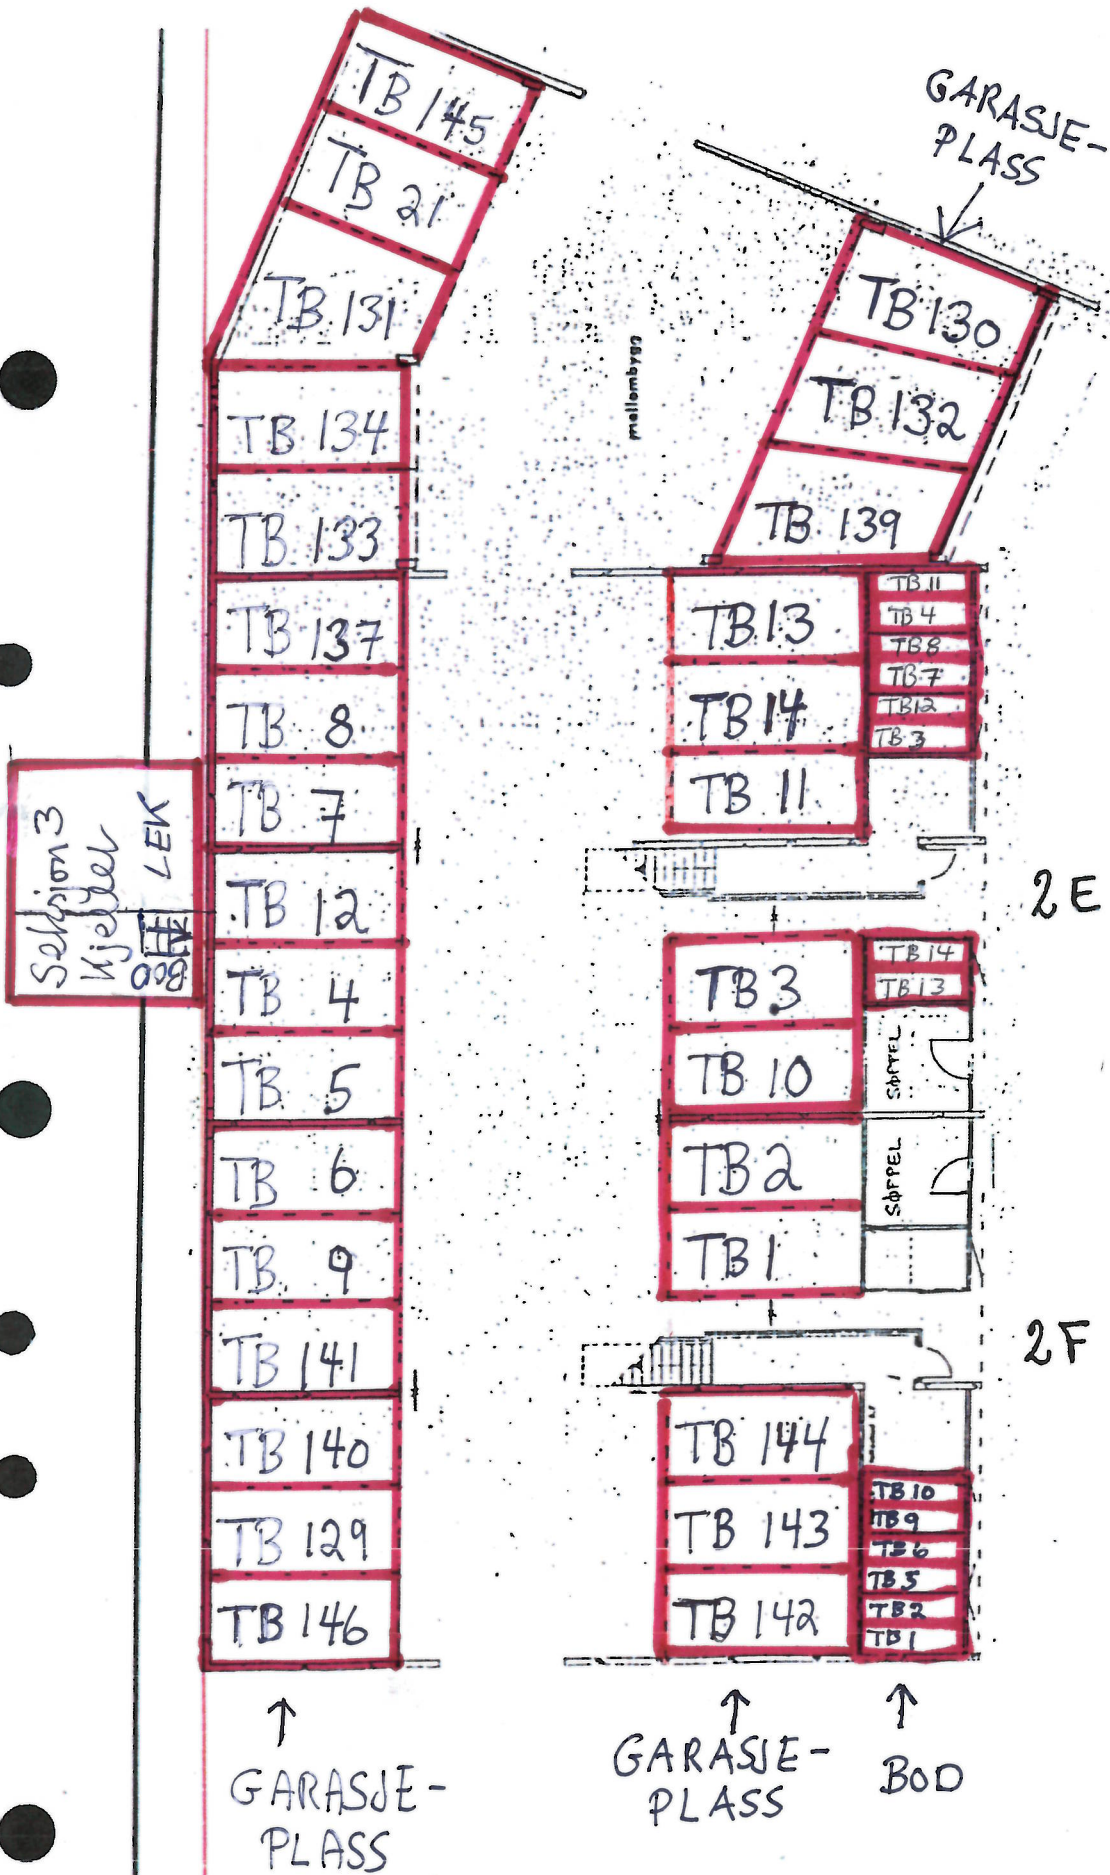 TB 145
TB 21
TB 131
TB 134
TB 133
TB 137
TB 8
TB 7
TB 12
TB 4
TB 5
TB 6
TB 9
TB 141
TB 140
TB 129
TB 146
GARASJE-
PLASS
Seksjon 3
Kjeller
LEK
BOD
mellombygg
GARASJE-
PLASS
TB 130
TB 132
TB 139
TB 13
TB 14
TB 11
TB 11
TB 4
TB 8
TB 7
TB 12
TB 3
2E
TB 3
TB 10
TB 2
TB 1
TB 14
TB 13
SØPPEL
SØPPEL
2F
TB 144
TB 143
TB 142
TB 10
TB 9
TB 6
TB 5
TB 2
TB 1
GARASJE-
PLASS
BOD